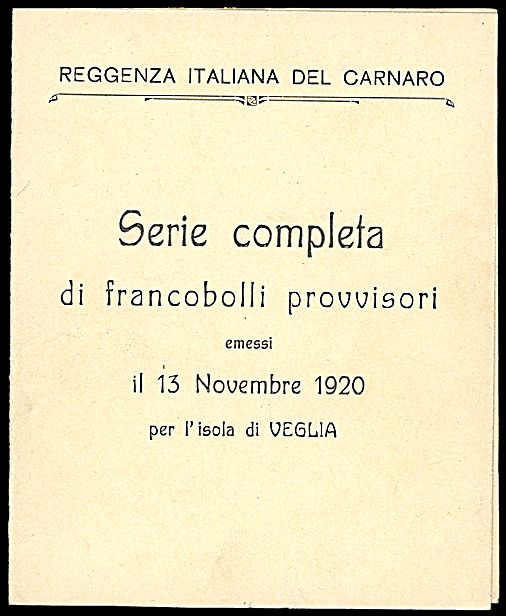 REGGENZA ITALIANA DEL CARNARO
Serie completa
di francobolli provvisori
emessi
il 13 Novembre 1920
per l'isola di VEGLIA